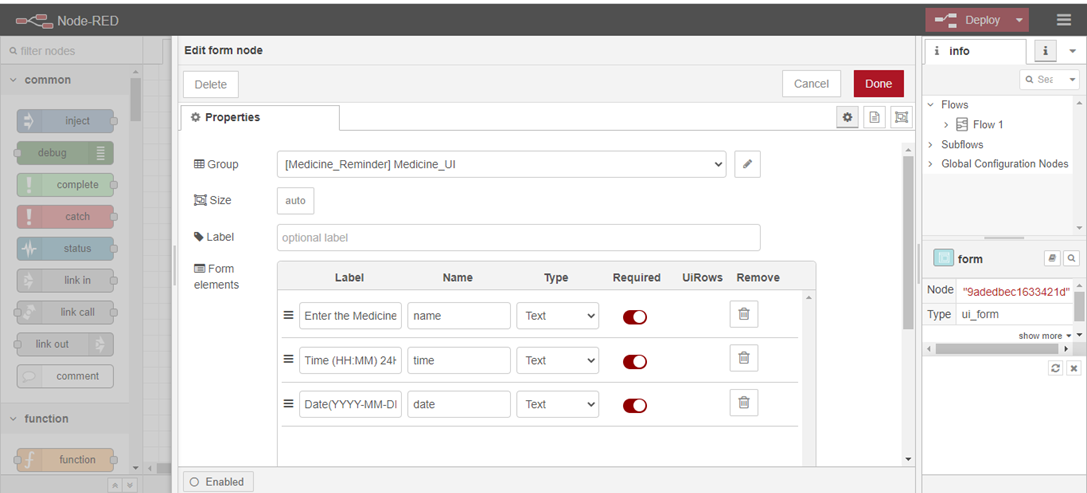 Node-RED
Deploy
filter nodes
common
inject
debug
complete
catch
status
link in
link call
link out
comment
function
function
Edit form node
Delete
Cancel
Done
Properties
Group
[Medicine_Reminder] Medicine_UI
Size
auto
Label
optional label
Form elements
Label Name Type Required UiRows Remove
Enter the Medicine name Text
Time (HH:MM) 24H time Text
Date(YYYY-MM-DI date Text
Enabled
i info
i
Sea
Flows
Flow 1
Subflows
Global Configuration Nodes
form
Node "9adedbec1633421d"
Type ui_form
show more